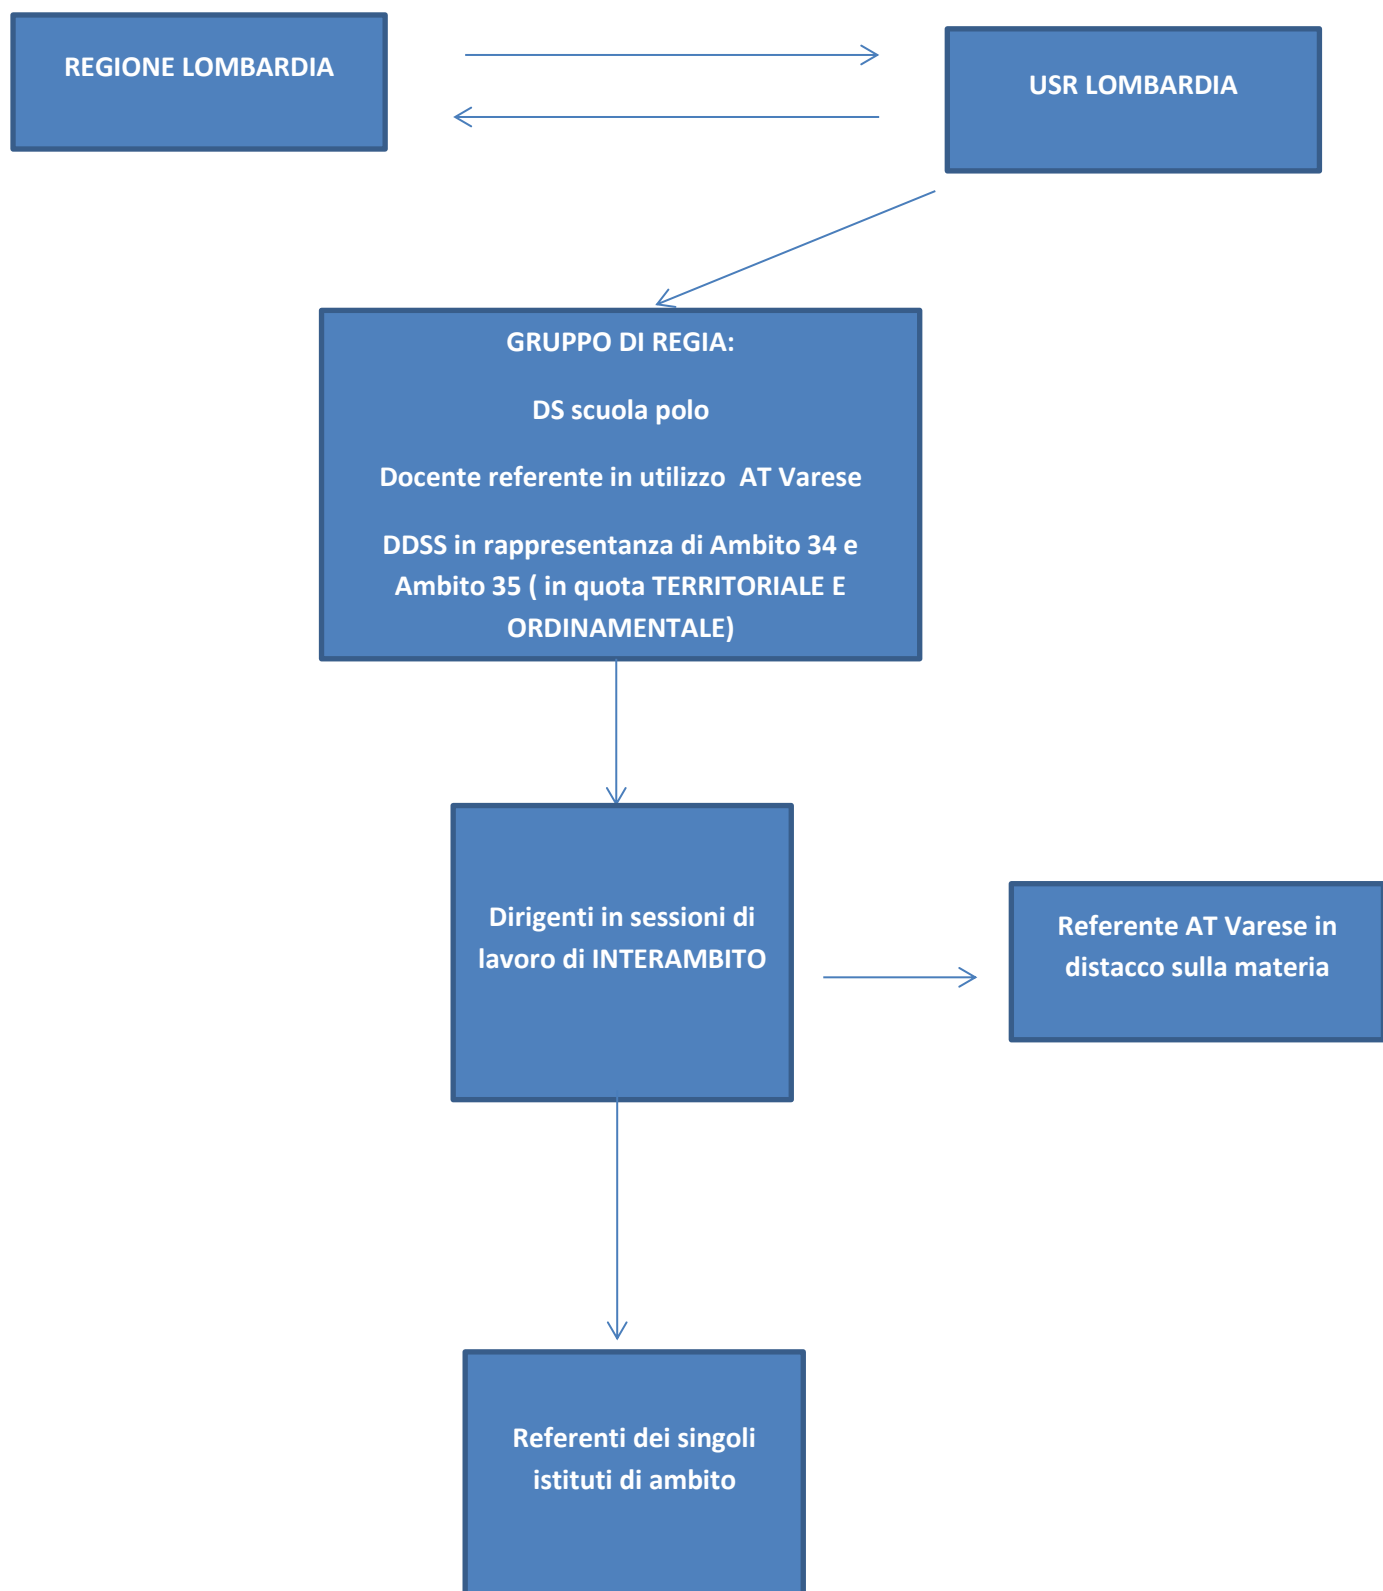 REGIONE LOMBARDIA
USR LOMBARDIA
GRUPPO DI REGIA:
DS scuola polo
Docente referente in utilizzo  AT Varese
DDSS in rappresentanza di Ambito 34 e
Ambito 35 ( in quota TERRITORIALE E
ORDINAMENTALE)
Dirigenti in sessioni di
lavoro di INTERAMBITO
Referente AT Varese in
distacco sulla materia
Referenti dei singoli
istituti di ambito